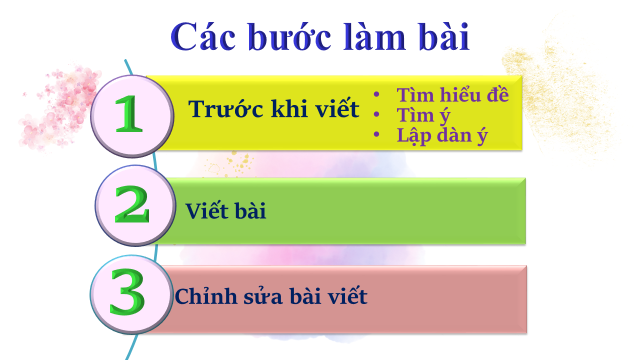 Các bước làm bài
1
Trước khi viết
• Tìm hiểu đề
• Tìm ý
• Lập dàn ý
2
Viết bài
3
Chỉnh sửa bài viết